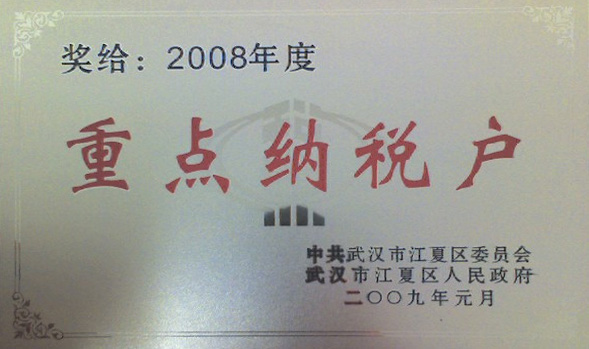 奖给：2008年度
重点纳税户
中共武汉市江夏区委员会
武汉市江夏区人民政府
二〇〇九年元月